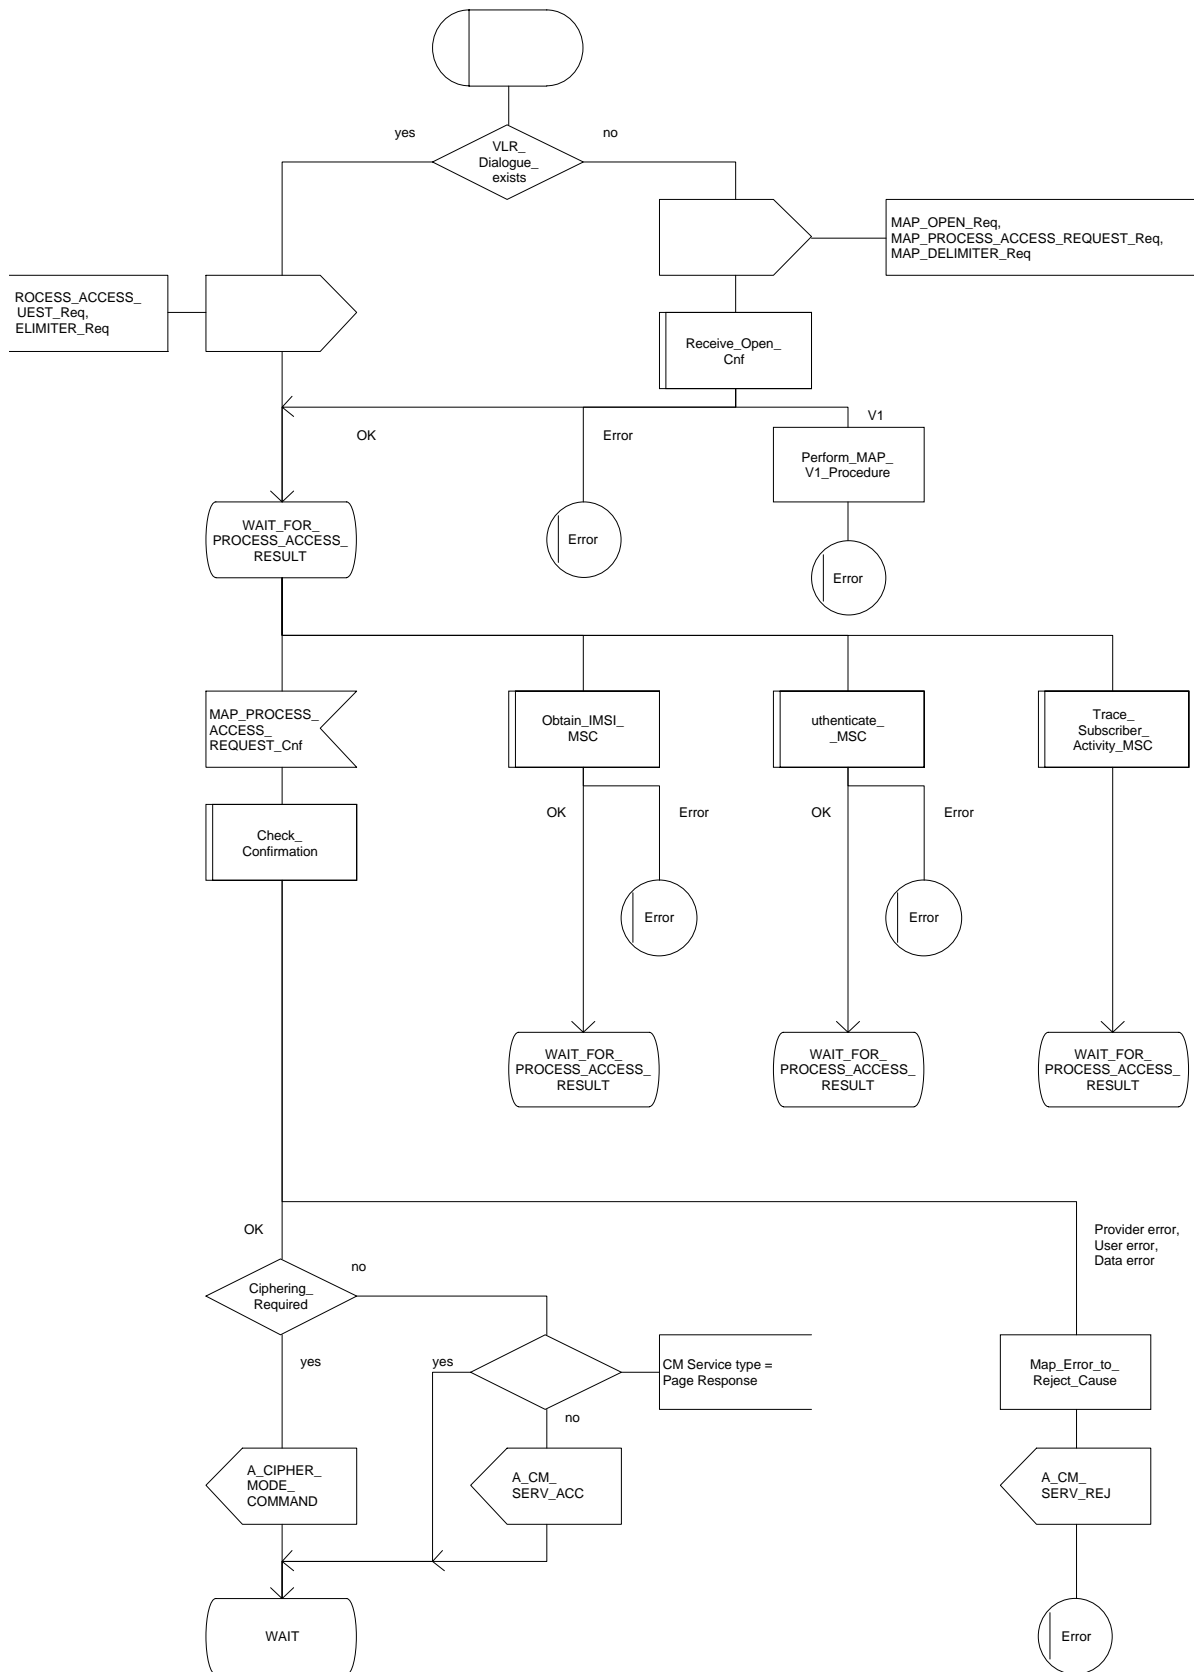 yes
no
VLR_
Dialogue_
exists
MAP_OPEN_Req,
MAP_PROCESS_ACCESS_REQUEST_Req,
MAP_DELIMITER_Req
ROCESS_ACCESS_
UEST_Req,
ELIMITER_Req
Receive_Open_
Cnf
OK
Error
V1
Perform_MAP_
V1_Procedure
WAIT_FOR_
PROCESS_ACCESS_
RESULT
Error
Error
MAP_PROCESS_
ACCESS_
REQUEST_Cnf
Obtain_IMSI_
MSC
uthenticate_
_MSC
Trace_
Subscriber_
Activity_MSC
OK
Error
OK
Error
Check_
Confirmation
Error
Error
WAIT_FOR_
PROCESS_ACCESS_
RESULT
WAIT_FOR_
PROCESS_ACCESS_
RESULT
WAIT_FOR_
PROCESS_ACCESS_
RESULT
OK
Provider error,
User error,
Data error
Ciphering_
Required
no
yes
yes
CM Service type =
Page Response
no
Map_Error_to_
Reject_Cause
A_CIPHER_
MODE_
COMMAND
A_CM_
SERV_ACC
A_CM_
SERV_REJ
WAIT
Error